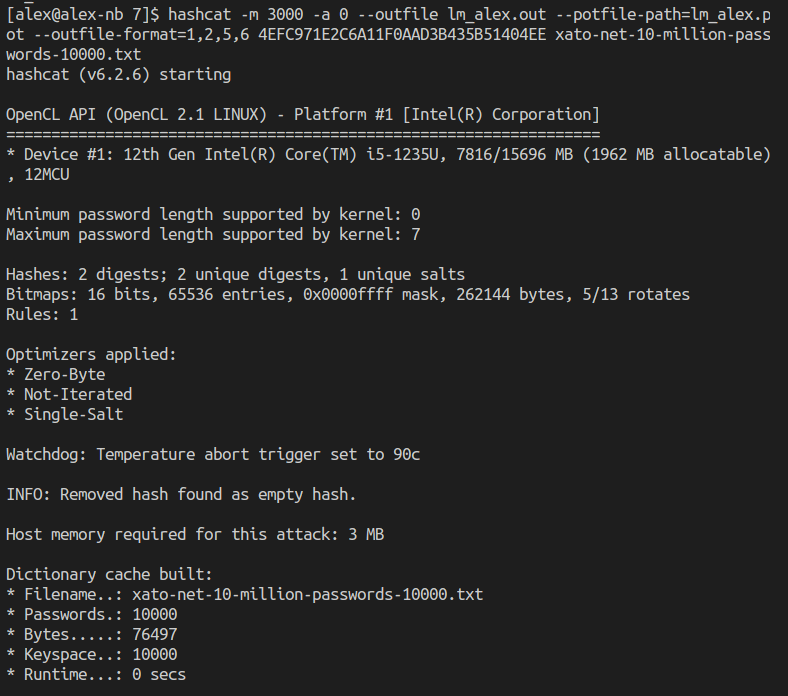 [alex@alex-nb 7]$ hashcat -m 3000 -a 0 --outfile lm_alex.out --potfile-path=lm_alex.p
ot --outfile-format=1,2,5,6 4EFC971E2C6A11F0AAD3B435B51404EE xato-net-10-million-pass
words-10000.txt
hashcat (v6.2.6) starting

OpenCL API (OpenCL 2.1 LINUX) - Platform #1 [Intel(R) Corporation]
==================================================================
* Device #1: 12th Gen Intel(R) Core(TM) i5-1235U, 7816/15696 MB (1962 MB allocatable)
, 12MCU

Minimum password length supported by kernel: 0
Maximum password length supported by kernel: 7

Hashes: 2 digests; 2 unique digests, 1 unique salts
Bitmaps: 16 bits, 65536 entries, 0x0000ffff mask, 262144 bytes, 5/13 rotates
Rules: 1

Optimizers applied:
* Zero-Byte
* Not-Iterated
* Single-Salt

Watchdog: Temperature abort trigger set to 90c

INFO: Removed hash found as empty hash.

Host memory required for this attack: 3 MB

Dictionary cache built:
* Filename..: xato-net-10-million-passwords-10000.txt
* Passwords.: 10000
* Bytes.....: 76497
* Keyspace..: 10000
* Runtime...: 0 secs